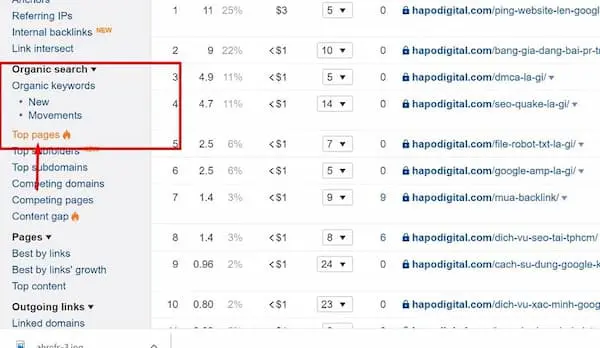 Anchors
Referring IPs
Internal backlinks NEW
Link intersect
Organic search
Organic keywords
New
Movements
Top pages
Top subfolders NEW
Top subdomains
Competing domains
Competing pages
Content gap
Pages
Best by links
Best by links' growth
Top content
Outgoing links
Linked domains
1 11 25% $3 5 0 hapodigital.com/ping-website-len-googl
2 9 22% <$1 10 0 hapodigital.com/bang-gia-dang-bai-pr-tr
3 4.9 11% <$1 5 0 hapodigital.com/dmca-la-gi/
4 4.7 11% <$1 14 0 hapodigital.com/seo-quake-la-gi/
5 2.5 6% <$1 7 0 hapodigital.com/file-robot-txt-la-gi/
6 2.5 6% <$1 5 0 hapodigital.com/google-amp-la-gi/
7 1.4 3% <$1 9 9 hapodigital.com/mua-backlink/
8 1.4 3% <$1 8 6 hapodigital.com/dich-vu-seo-tai-tphcm/
9 0.96 2% <$1 24 0 hapodigital.com/cach-su-dung-google-k
10 0.80 2% <$1 23 0 hapodigital.com/dich-vu-xac-minh-googl
ahrefs-3.jpg